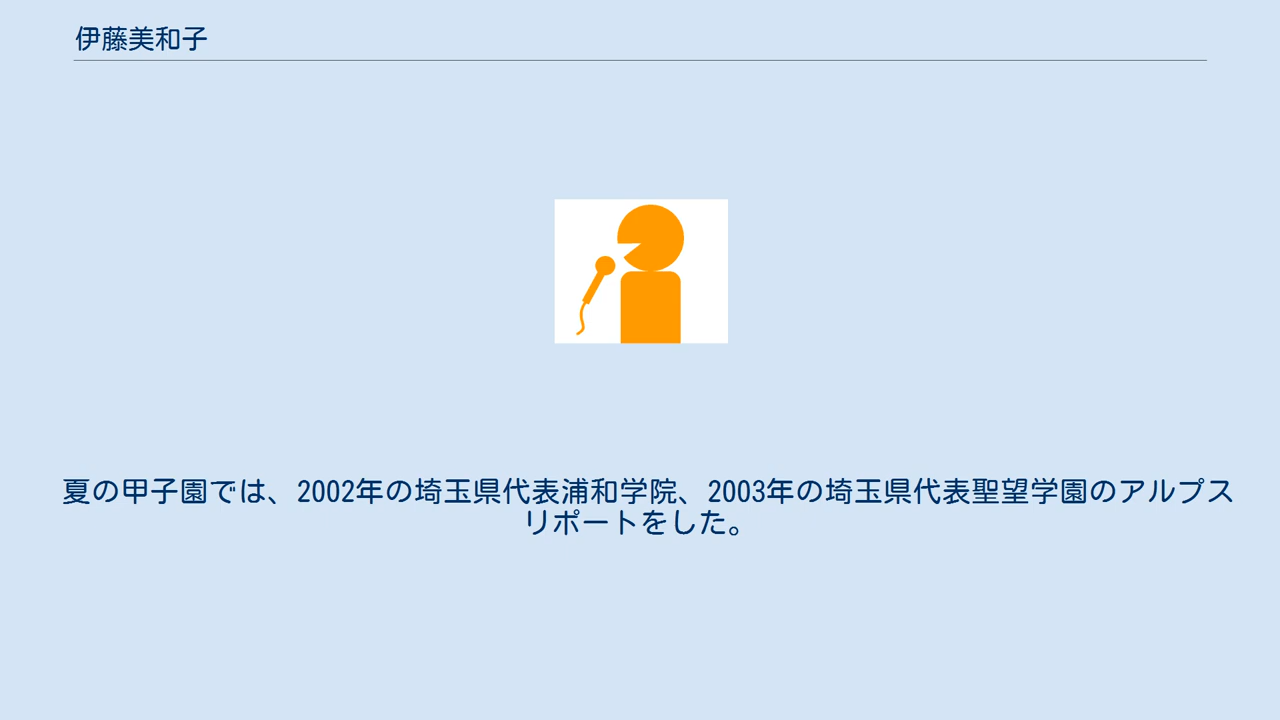 伊藤美和子
夏の甲子園では、2002年の埼玉県代表浦和学院、2003年の埼玉県代表聖望学園のアルプス
リポートをした。